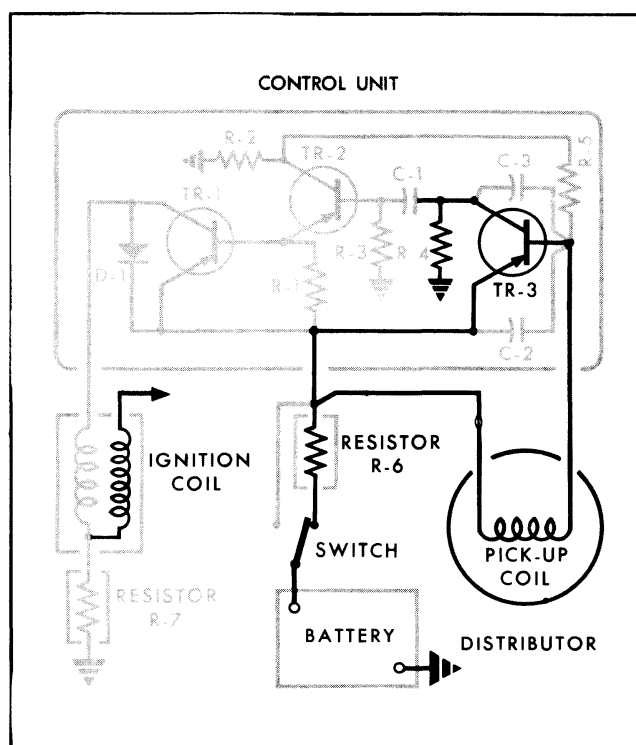 CONTROL UNIT
R-2
TR-2
R-5
C-3
C-1
TR-1
R-3
R-4
D-1
R-1
TR-3
C-2
IGNITION
COIL
RESISTOR
R-6
SWITCH
PICK-UP
COIL
RESISTOR
R-7
BATTERY
DISTRIBUTOR